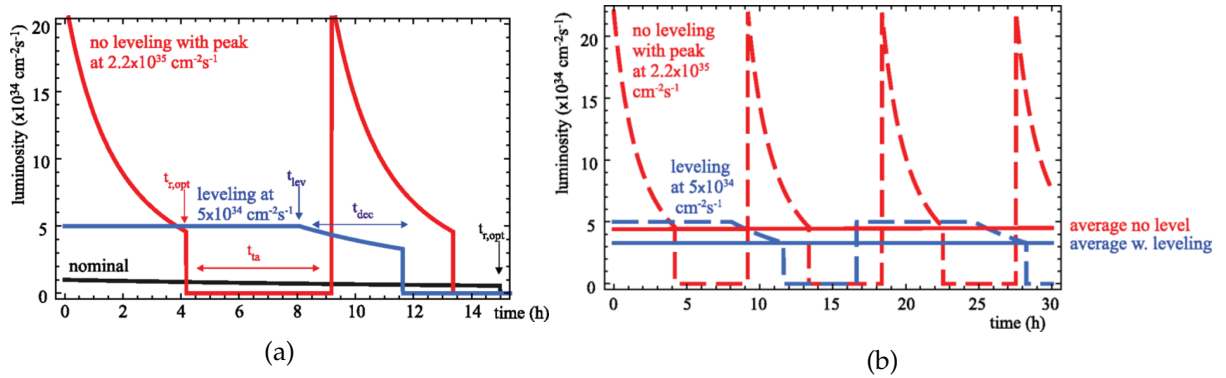 luminosity (x10³⁴ cm⁻²s⁻¹)
20
15
10
5
0
no leveling with peak
at 2.2x10³⁵ cm⁻²s⁻¹
t_r,opt
leveling at
5x10³⁴ cm⁻²s⁻¹
t_lev
t_dec
t_r,opt
t_ta
nominal
0 2 4 6 8 10 12 14 time (h)
(a)
luminosity (x10³⁴ cm⁻²s⁻¹)
20
15
10
5
0
no leveling
with peak
at 2.2x10³⁵
cm⁻²s⁻¹
leveling
at 5x10³⁴
cm⁻²s⁻¹
average no level
average w. leveling
0 5 10 15 20 25 30
time (h)
(b)